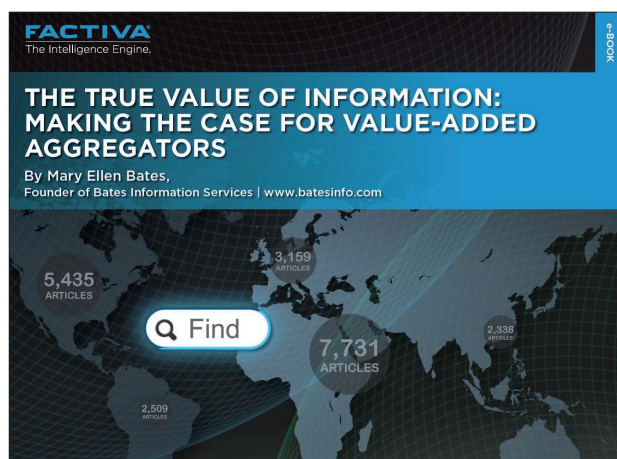 FACTIVA®
The Intelligence Engine.
e-BOOK
THE TRUE VALUE OF INFORMATION:
MAKING THE CASE FOR VALUE-ADDED
AGGREGATORS
By Mary Ellen Bates,
Founder of Bates Information Services | www.batesinfo.com
3,159
ARTICLES
5,435
ARTICLES
Find
7,731
ARTICLES
2,338
ARTICLES
2,509
ARTICLES